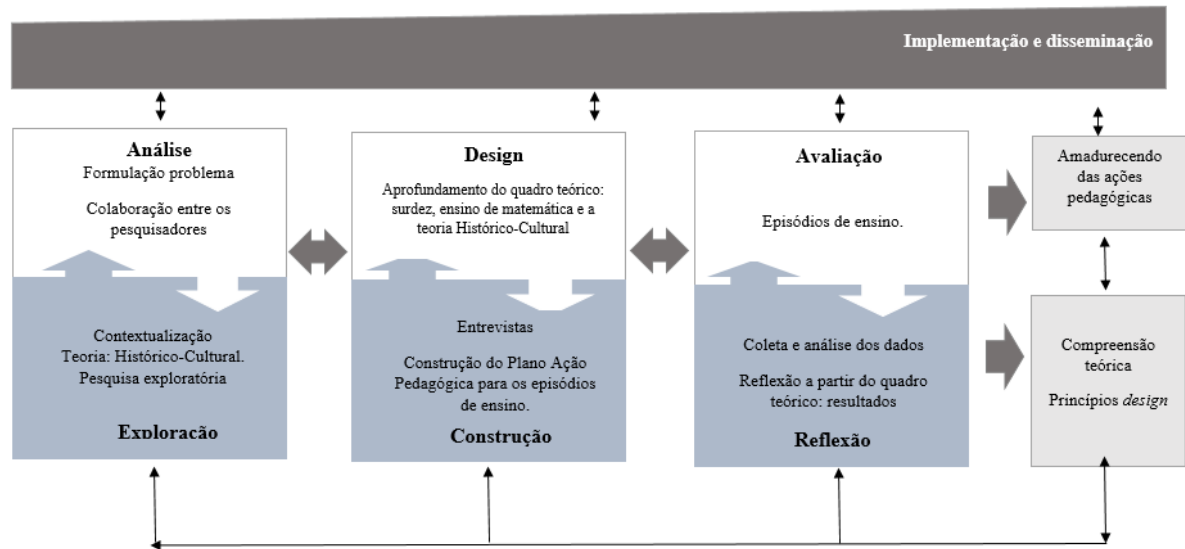 Implementação e disseminação
Análise
Formulação problema
Colaboração entre os
pesquisadores
Contextualização
Teoria: Histórico-Cultural.
Pesquisa exploratória
Exploração
Design
Aprofundamento do quadro teórico:
surdez, ensino de matemática e a
teoria Histórico-Cultural
Entrevistas
Construção do Plano Ação
Pedagógica para os episódios
de ensino.
Construção
Avaliação
Episódios de ensino.
Coleta e análise dos dados
Reflexão a partir do quadro
teórico: resultados
Reflexão
Amadurecendo
das ações
pedagógicas
Compreensão
teórica
Princípios design